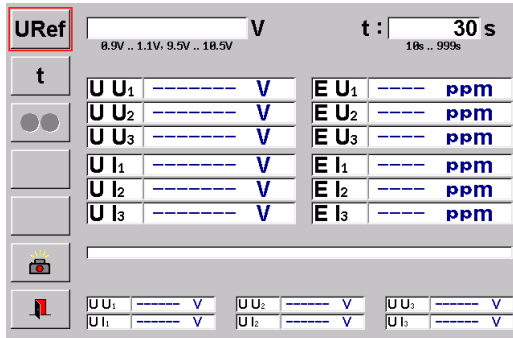 URef V t: 30 s
0.9V .. 1.1V, 9.5V .. 10.5V 10s .. 999s
t
U U1 ------- V E U1 ---- ppm
U U2 ------- V E U2 ---- ppm
U U3 ------- V E U3 ---- ppm
U I1 ------- V E I1 ---- ppm
U I2 ------- V E I2 ---- ppm
U I3 ------- V E I3 ---- ppm
U U1 ------ V U U2 ------ V U U3 ------ V
U I1 ------ V U I2 ------ V U I3 ------ V